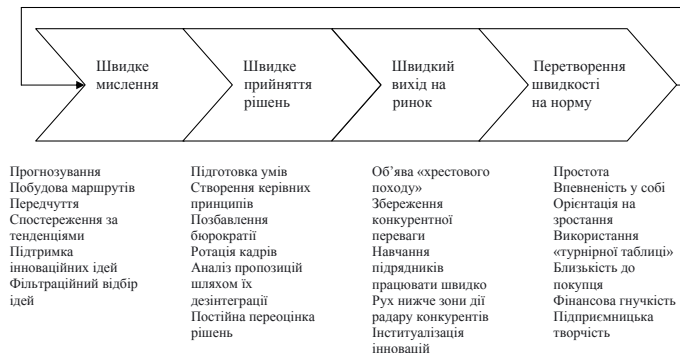 Швидке
мислення
Швидке
прийняття
рішень
Швидкий
вихід на
ринок
Перетворення
швидкості
на норму
Прогнозування
Побудова маршрутів
Передчуття
Спостереження за
тенденціями
Підтримка
інноваційних ідей
Фільтраційний відбір
ідей
Підготовка умів
Створення керівних
принципів
Позбавлення
бюрократії
Ротація кадрів
Аналіз пропозицій
шляхом їх
дезінтеграції
Постійна переоцінка
рішень
Об’ява «хрестового
походу»
Збереження
конкурентної
переваги
Навчання
підрядників
працювати швидко
Рух нижче зони дії
радару конкурентів
Інституалізація
інновацій
Простота
Впевненість у собі
Орієнтація на
зростання
Використання
«турнірної таблиці»
Близькість до
покупця
Фінансова гнучкість
Підприємницька
творчість